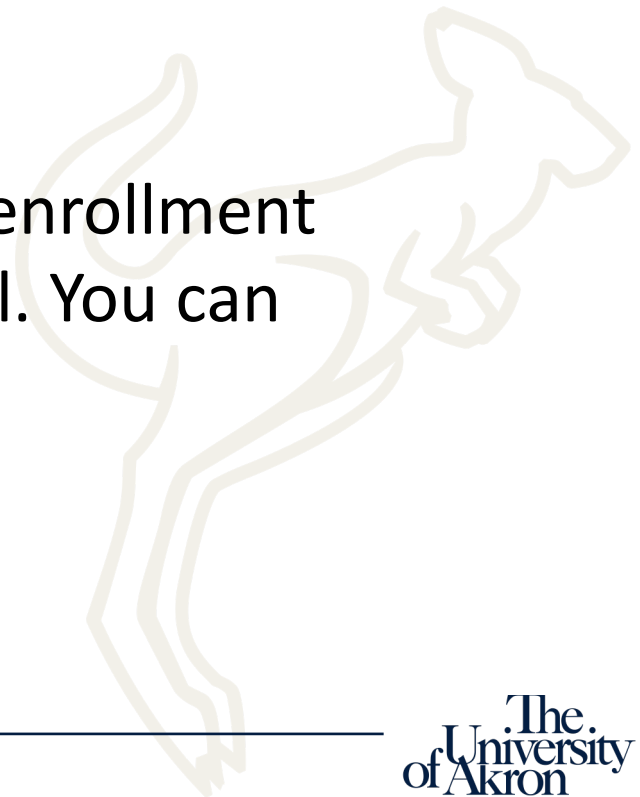 enrollment
l. You can
The
University
of Akron